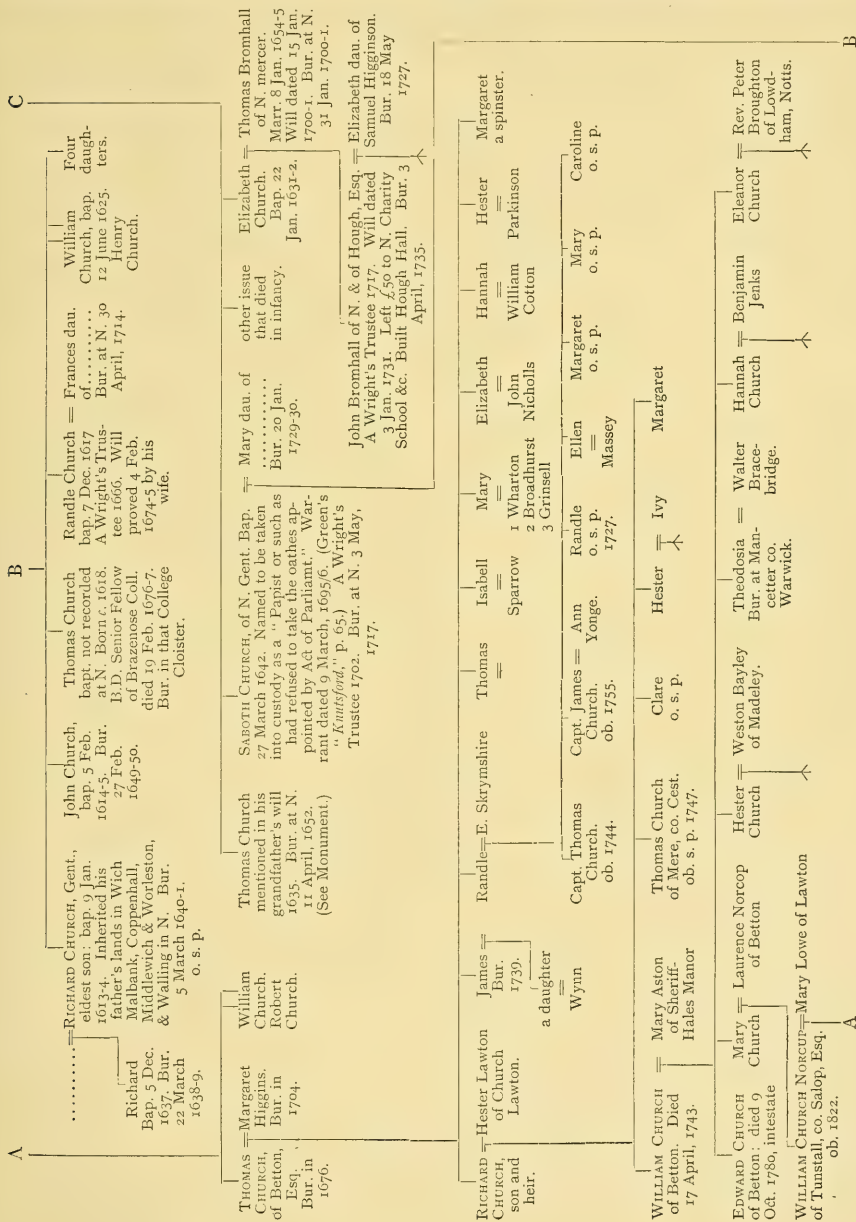 A
B
C
..........
RICHARD CHURCH, Gent.,
eldest son: bap. 9 Jan.
1613-4. Inherited his
father's lands in Wich
Malbank, Coppenhall,
Middlewich & Worleston,
& Walling in N. Bur.
5 March 1640-1.
o. s. p.
Richard
Bap. 5 Dec.
1637. Bur.
22 March
1638-9.
John Church,
bap. 5 Feb.
1614-5. Bur.
27 Feb.
1649-50.
Thomas Church
bapt. not recorded
at N. Born c. 1618.
B.D. Senior Fellow
of Brazenose Coll.
died 19 Feb. 1676-7.
Bur. in that College
Cloister.
Randle Church = Frances dau.
bap. 7 Dec. 1617
A Wright's Trus-
tee 1666. Will
proved 4 Feb.
1674-5 by his
wife.
of..........
Bur. at N. 30
April, 1714.
William
Church, bap.
12 June 1625.
Henry
Church.
Four
daugh-
ters.
THOMAS
CHURCH,
of Betton,
Esq.
Bur. in
1676.
Margaret
Higgins.
Bur. in
1704.
William
Church.
Robert
Church.
Thomas Church
mentioned in his
grandfather's will
1635. Bur. at N.
11 April, 1652.
(See Monument.)
SABOTH CHURCH, of N. Gent. Bap.
27 March 1642. Named to be taken
into custody as a "Papist or such as
had refused to take the oathes ap-
pointed by Act of Parliamt." War-
rant dated 9 March, 1695/6. (Green's
"Knutsford," p. 65.) A Wright's
Trustee 1702. Bur. at N. 3 May,
1717.
Mary dau. of
............
Bur. 20 Jan.
1729-30.
other issue
that died
in infancy.
Elizabeth
Church.
Bap. 22
Jan. 1631-2.
Thomas Bromhall
of N. mercer.
Marr. 8 Jan. 1654-5
Will dated 15 Jan.
1700-1. Bur. at N.
31 Jan. 1700-1.
John Bromhall of N. & of Hough, Esq.
A Wright's Trustee 1717. Will dated
3 Jan. 1731. Left £50 to N. Charity
School &c. Built Hough Hall. Bur. 3
April, 1735.
Elizabeth dau. of
Samuel Higginson.
Bur. 18 May
1727.
RICHARD
CHURCH,
son and
heir.
Hester Lawton
of Church
Lawton.
James =
Bur.
1739.
a daughter
=
Wynn
Randle = E. Skrymshire
Thomas
Isabell
=
Sparrow
Mary
=
1 Wharton
2 Broadhurst
3 Grinsell
Elizabeth
=
John
Nicholls
Hannah
=
William
Cotton
Hester
=
Parkinson
Margaret
a spinster.
Capt. Thomas
Church.
ob. 1744.
Capt. James = Ann
Church. Yonge.
ob. 1755.
Randle
o. s. p.
1727.
Ellen
=
Massey
Margaret
o. s. p.
Mary
o. s. p.
Caroline
o. s. p.
WILLIAM CHURCH =
of Betton. Died
17 April, 1743.
Mary Aston
of Sheriff-
Hales Manor
Thomas Church
of Mere, co. Cest.
ob. s. p. 1747.
Clare
o. s. p.
Hester = Ivy
Margaret
EDWARD CHURCH
of Betton: died 9
Oct. 1780, intestate
Mary = Laurence Norcop
Church of Betton
Hester = Weston Bayley
Church of Madeley.
Theodosia = Walter
Bur. at Man- Brace-
cetter co. bridge.
Warwick.
Hannah = Benjamin
Church Jenks
Eleanor = Rev. Peter
Church Broughton
of Lowd-
ham, Notts.
WILLIAM CHURCH NORCUP = Mary Lowe of Lawton
of Tunstall, co. Salop, Esq.
ob. 1822.
A
B